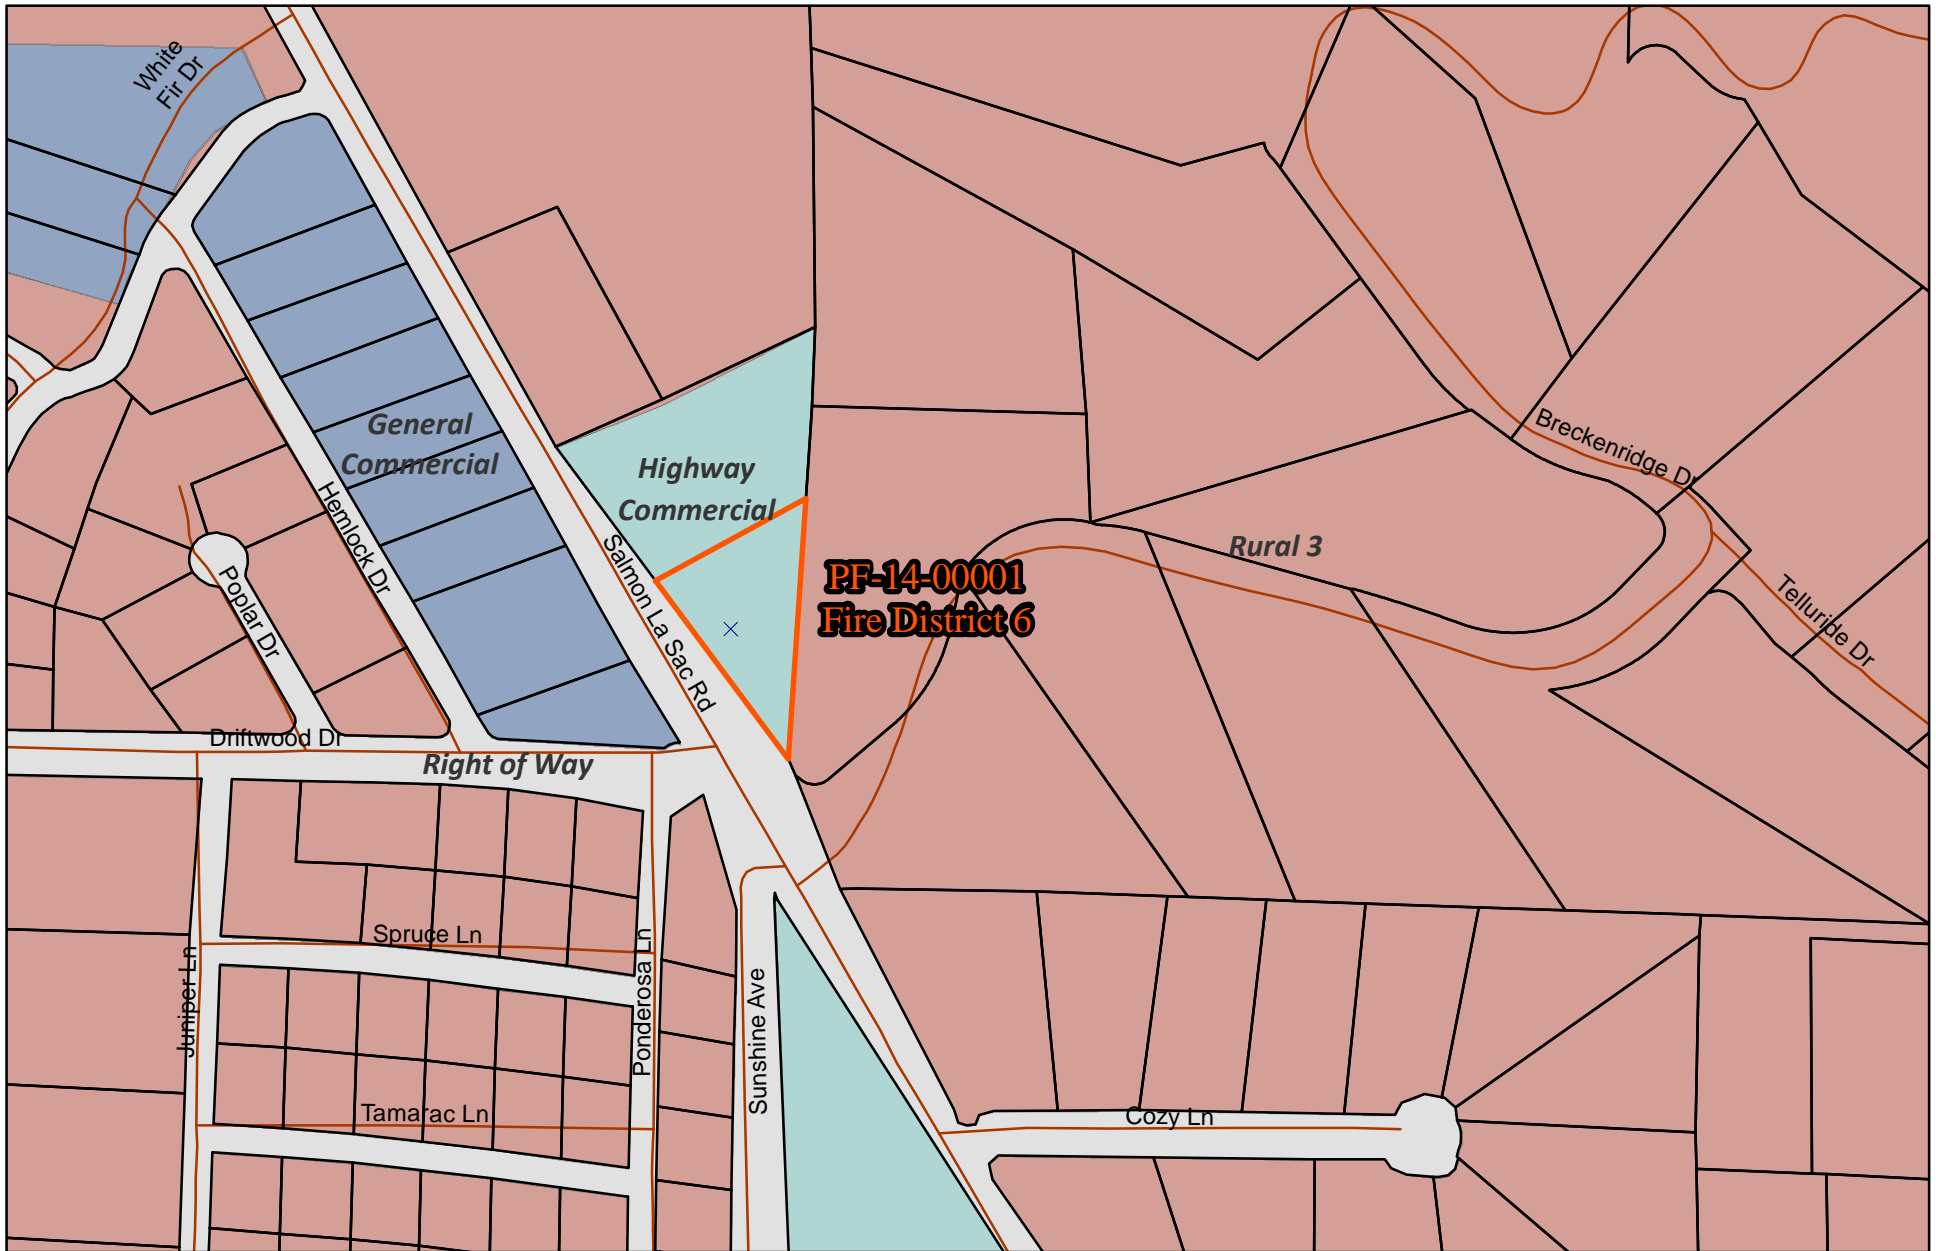 White
Fir Dr
General
Commercial
Highway
Commercial
Breckenridge Dr
Hemlock Dr
Salmon La Sac Rd
Rural 3
PF-14-00001
Fire District 6
Poplar Dr
Telluride Dr
Driftwood Dr
Right of Way
Spruce Ln
Juniper Ln
Ponderosa Ln
Sunshine Ave
Tamarac Ln
Cozy Ln